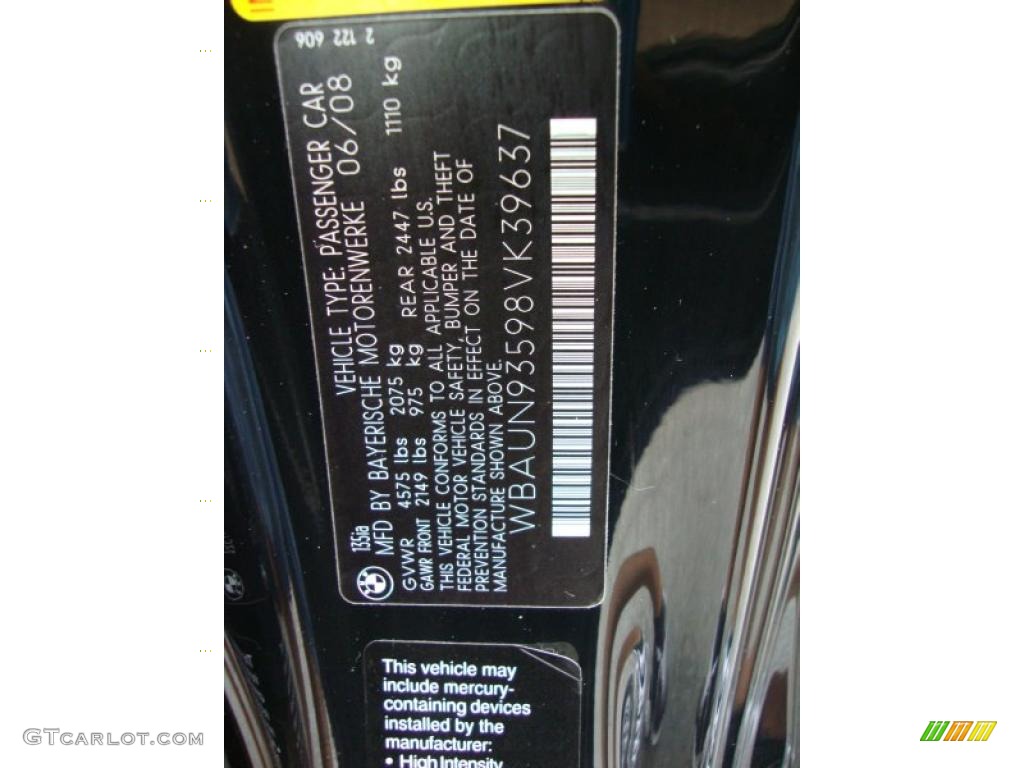 2 122 606
VEHICLE TYPE: PASSENGER CAR
135ia
MFD BY BAYERISCHE MOTORENWERKE 06/08
GVWR 4575 lbs 2075 kg
GAWR FRONT 2149 lbs 975 kg REAR 2447 lbs 1110 kg
THIS VEHICLE CONFORMS TO ALL APPLICABLE U.S.
FEDERAL MOTOR VEHICLE SAFETY, BUMPER AND THEFT
PREVENTION STANDARDS IN EFFECT ON THE DATE OF
MANUFACTURE SHOWN ABOVE.
WBAUN93598VK39637
This vehicle may
include mercury-
containing devices
installed by the
manufacturer:
• High Intensity
GTCarLot.com